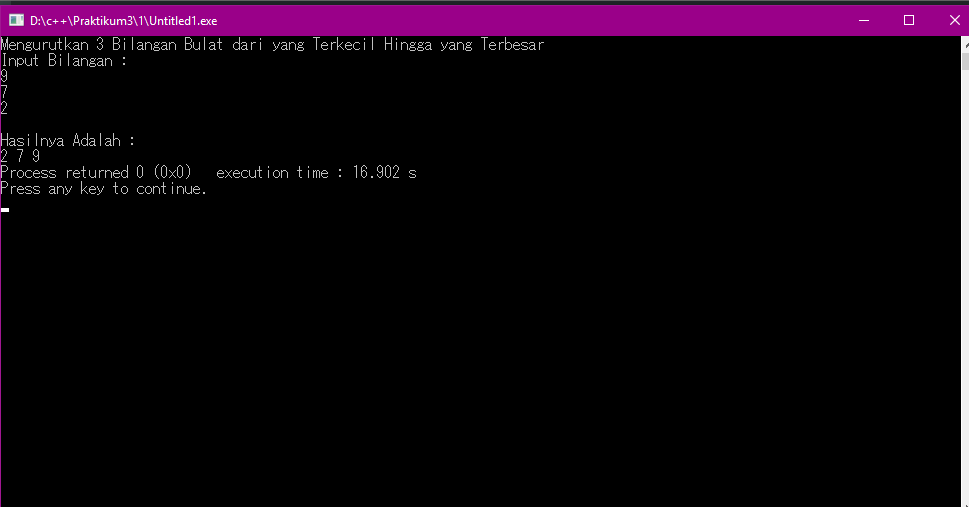 D:\c++\Praktikum3\1\Untitled1.exe
Mengurutkan 3 Bilangan Bulat dari yang Terkecil Hingga yang Terbesar
Input Bilangan :
9
7
2
Hasilnya Adalah :
2 7 9
Process returned 0 (0x0)   execution time : 16.902 s
Press any key to continue.